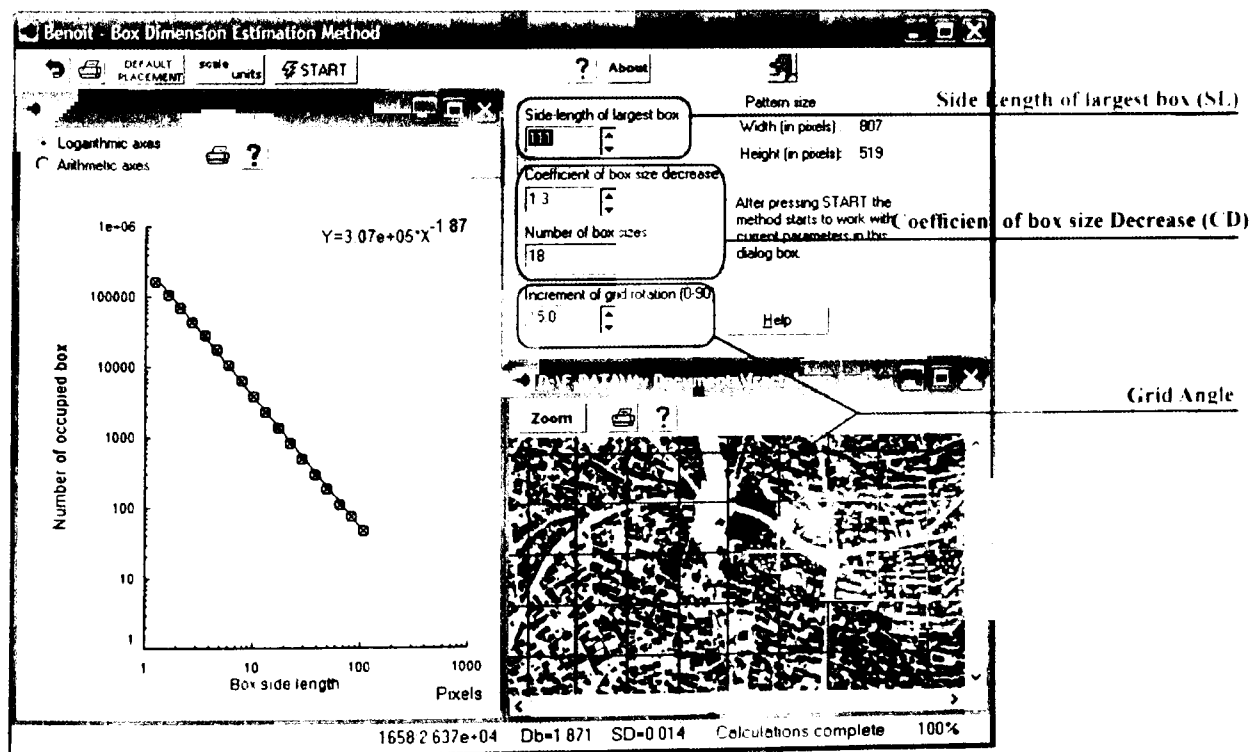 Benoit - Box Dimension Estimation Method
DEFAULT PLACEMENT
scale units
START
? About
Logarithmic axes
Arithmetic axes
?
Y=3.07e+05*X^-1.87
1e+06
100000
10000
1000
100
10
1
Number of occupied box
1 10 100 1000
Box side length
Pixels
Side-length of largest box
111
Coefficient of box size decrease
1.3
Number of box sizes
18
Increment of grid rotation (0-90
15.0
Pattern size
Width (in pixels): 807
Height (in pixels): 519
After pressing START the
method starts to work with
current parameters in this
dialog box.
Help
Zoom
?
Side Length of largest box (SL)
Coefficient of box size Decrease (CD)
Grid Angle
1658 2 637e+04 Db=1 871 SD=0 014 Calculations complete 100%